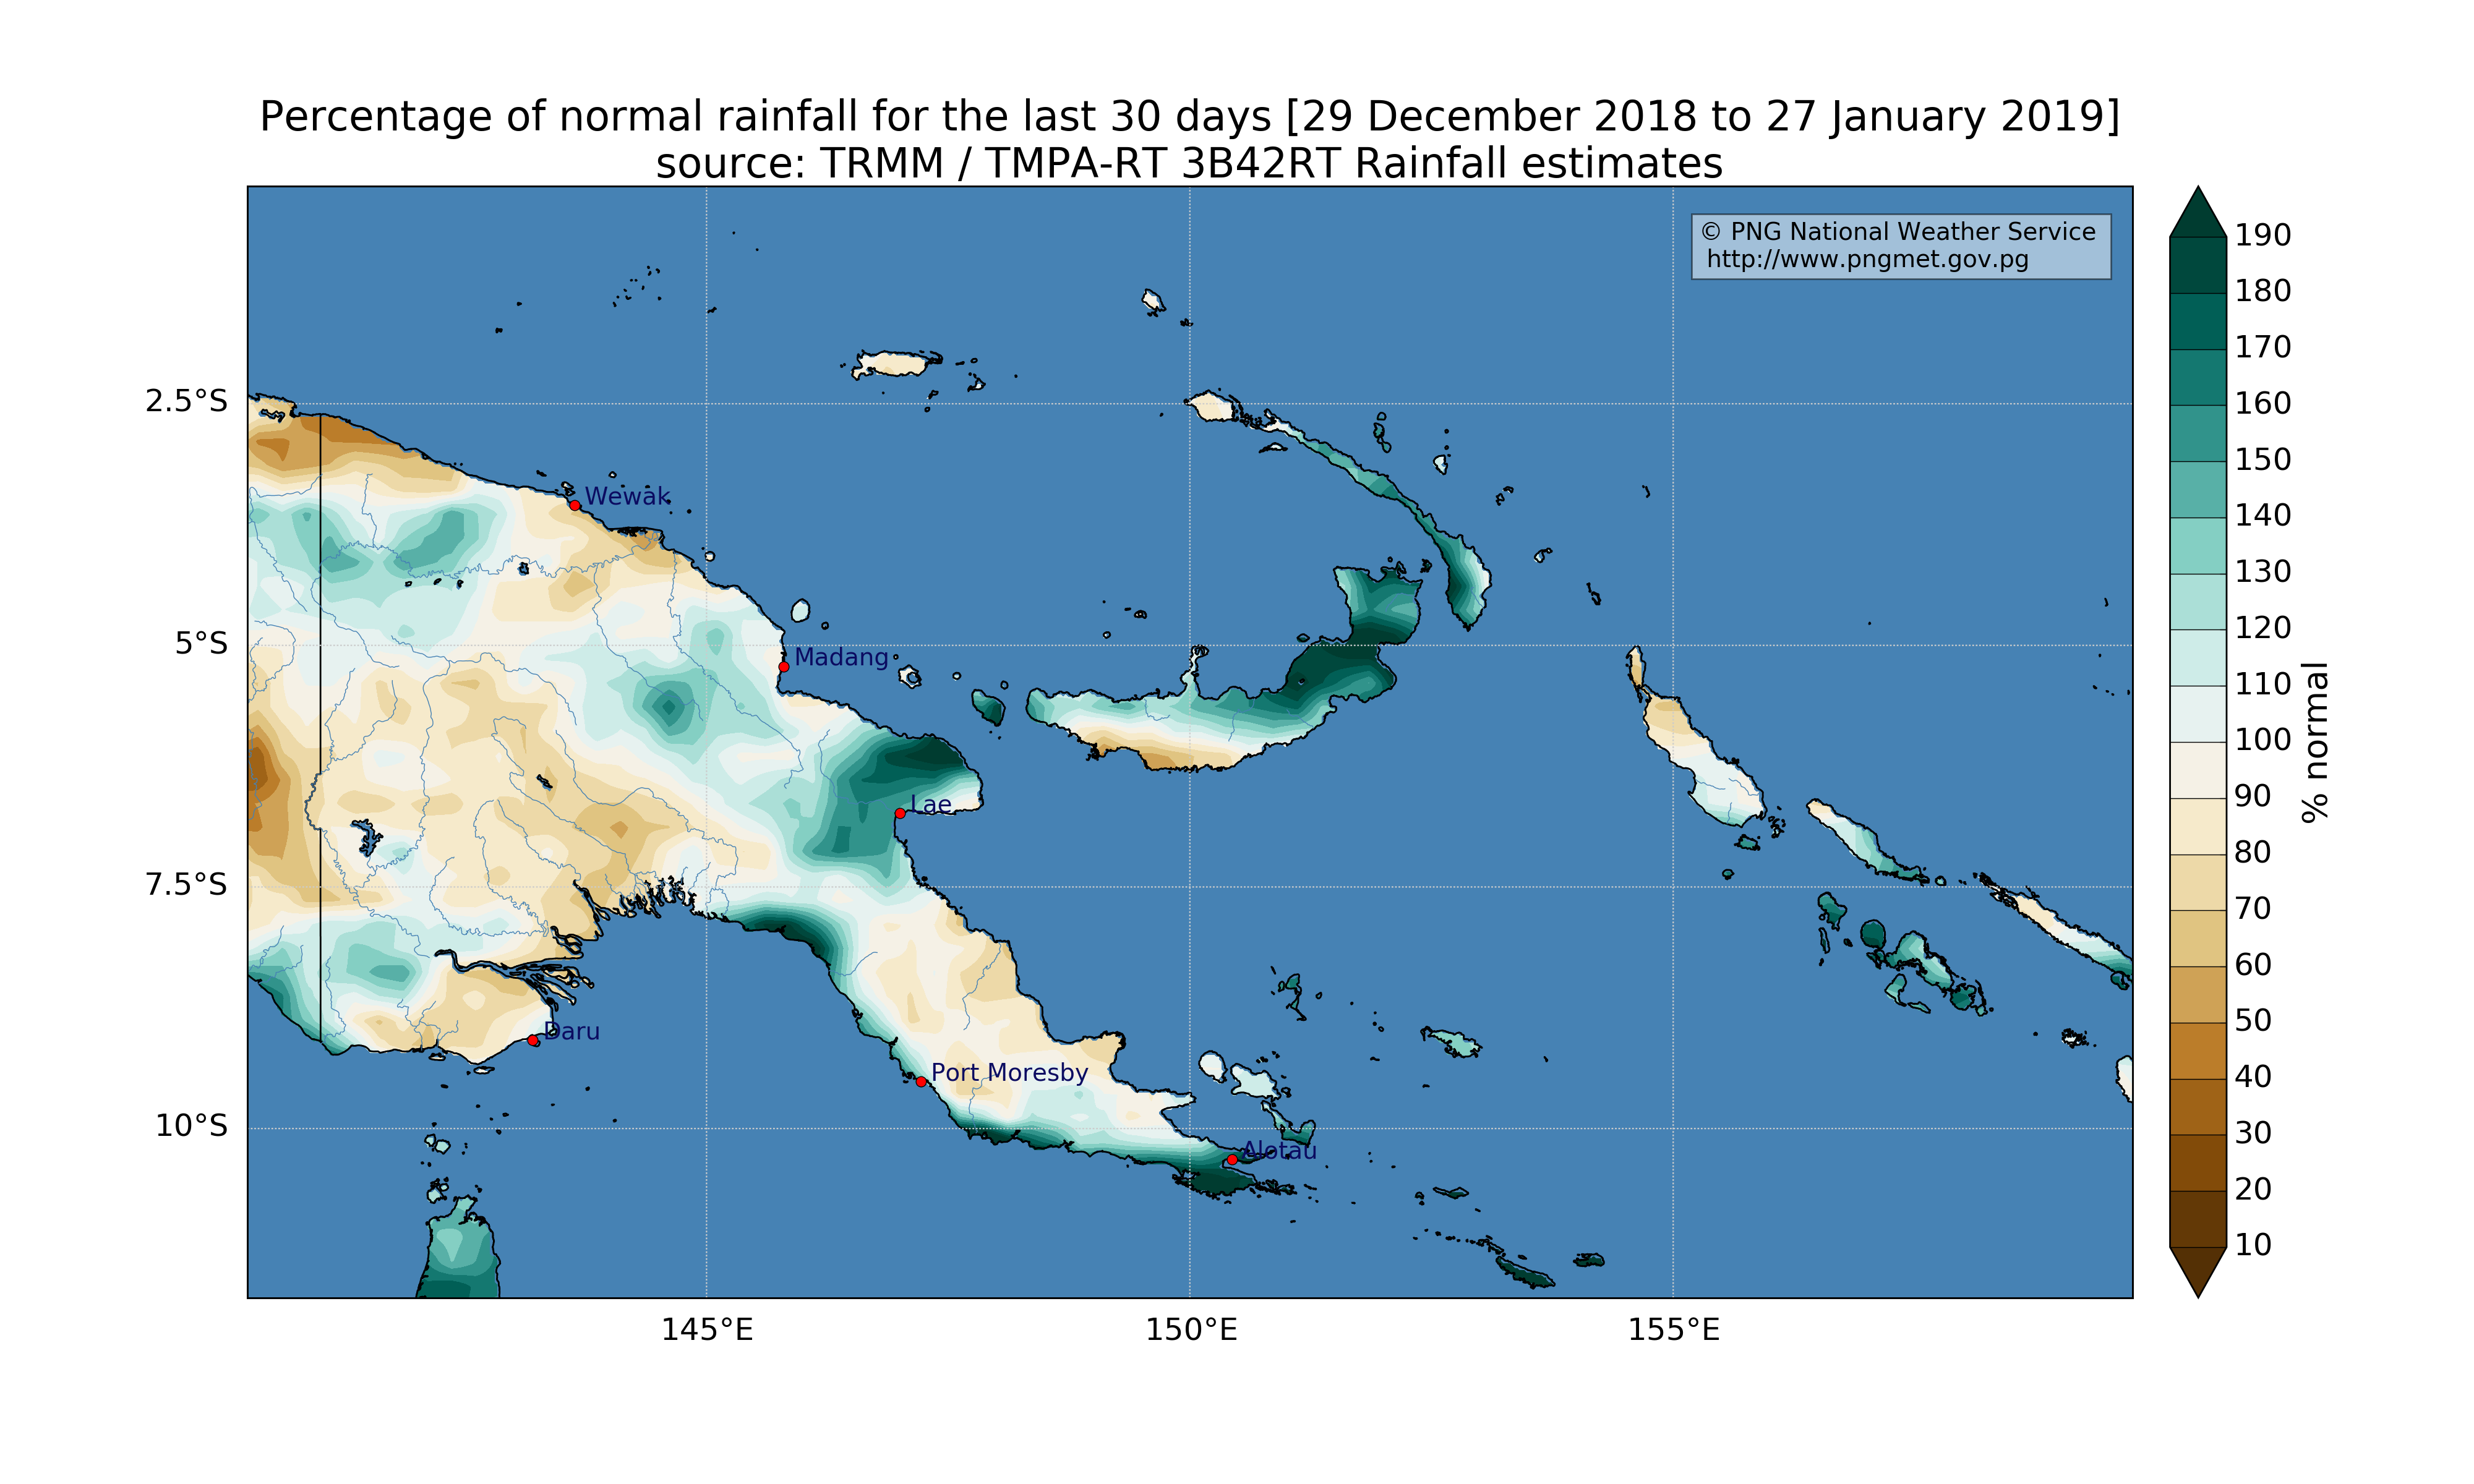 Percentage of normal rainfall for the last 30 days [29 December 2018 to 27 January 2019]
source: TRMM / TMPA-RT 3B42RT Rainfall estimates
© PNG National Weather Service
http://www.pngmet.gov.pg
190
180
170
160
150
140
130
120
110
100
90
80
70
60
50
40
30
20
10
% normal
2.5°S
5°S
7.5°S
10°S
Wewak
Madang
Lae
Daru
Port Moresby
Alotau
145°E
150°E
155°E